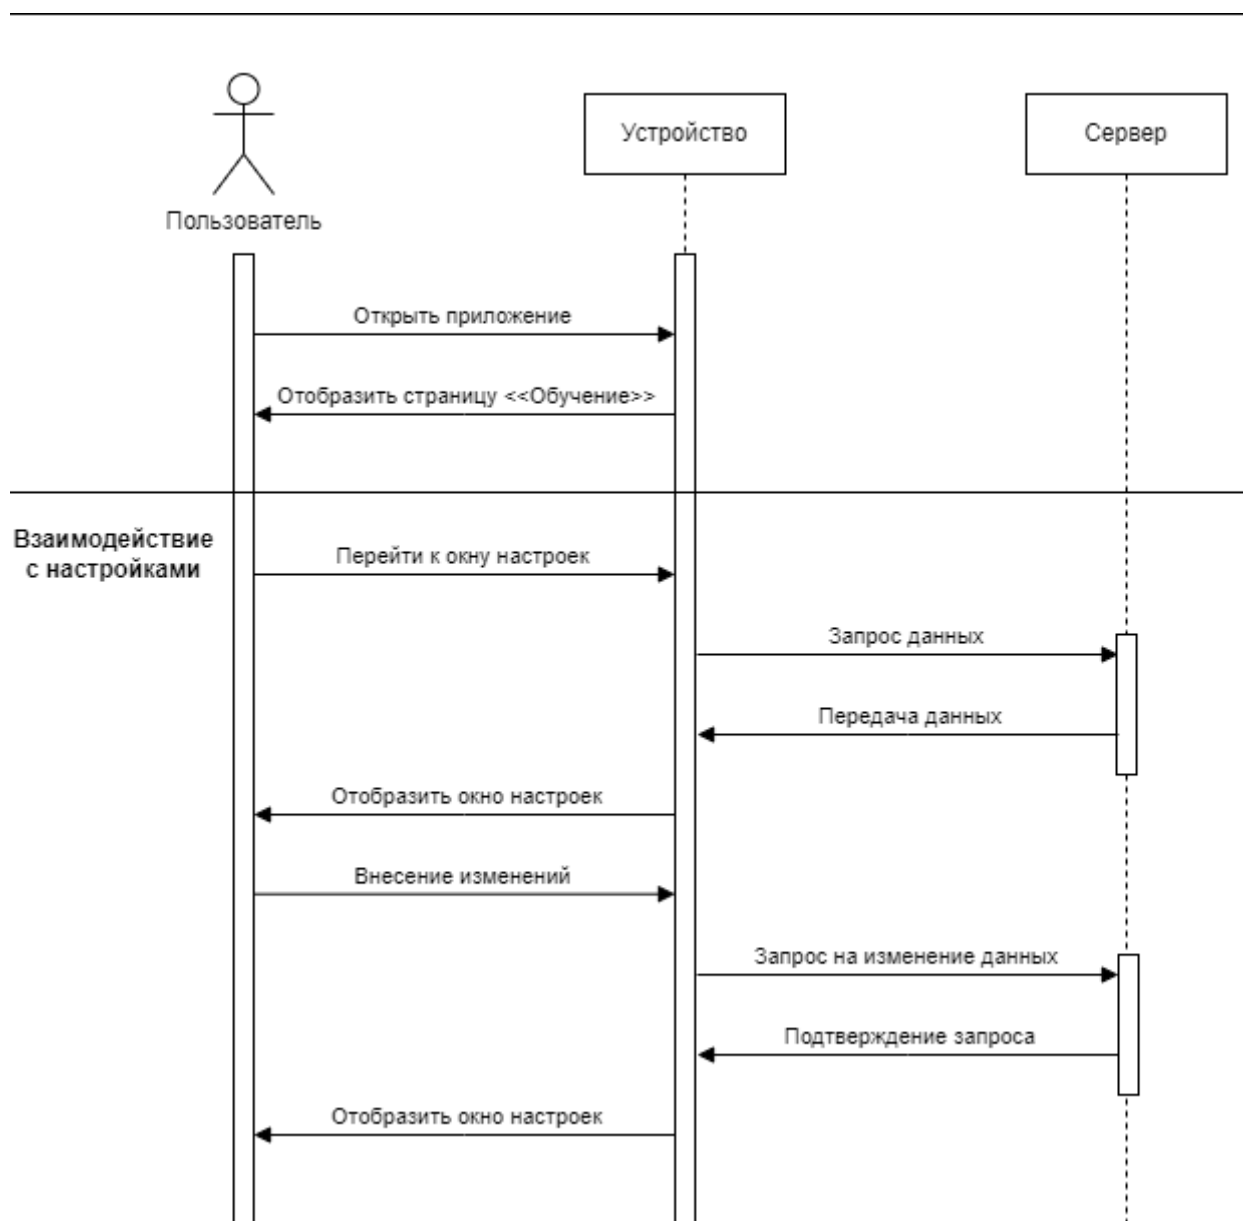 Пользователь
Устройство
Сервер
Открыть приложение
Отобразить страницу <<Обучение>>
Взаимодействие
с настройками
Перейти к окну настроек
Запрос данных
Передача данных
Отобразить окно настроек
Внесение изменений
Запрос на изменение данных
Подтверждение запроса
Отобразить окно настроек